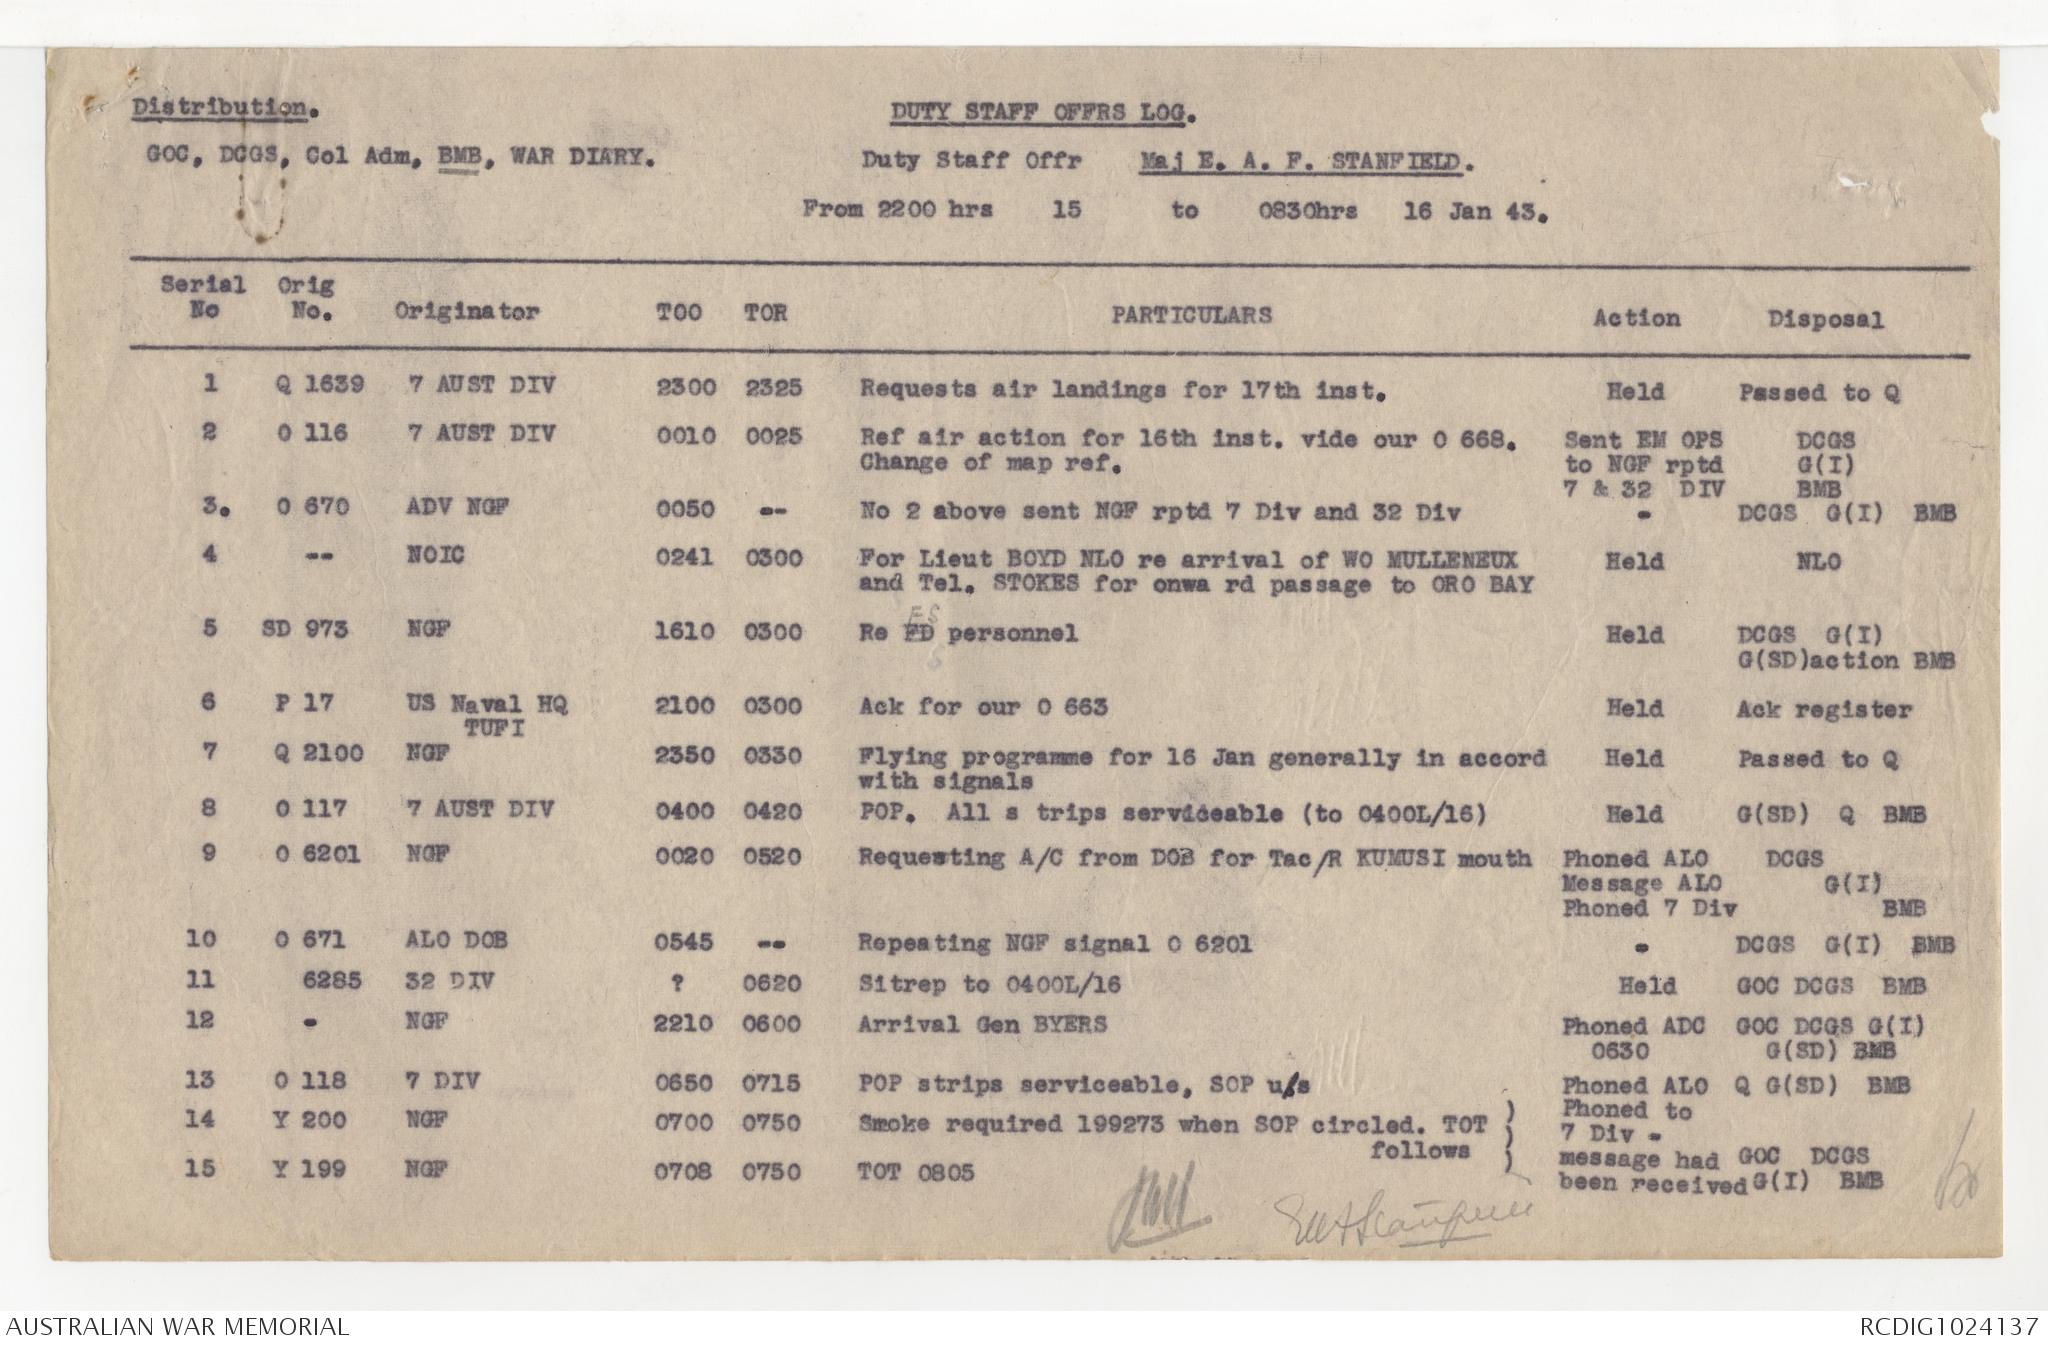 Distribution.
DUTY STAFF OFFRS LOG.
GOC, DCGS, Col Adm, BMB, WAR DIARY.
Duty Staff Offr Maj E. A. F. STANFIELD.
From 2200 hrs 15 to 0830hrs 16 Jan 43.
Serial Orig
No No. Originator TOO TOR PARTICULARS Action Disposal
1 Q 1639 7 AUST DIV 2300 2325 Requests air landings for 17th inst. Held Passed to Q
2 O 116 7 AUST DIV 0010 0025 Ref air action for 16th inst. vide our O 668. Sent EM OPS DCGS
Change of map ref. to NGF rptd G(I)
7 & 32 DIV BMB
3. O 670 ADV NGF 0050 -- No 2 above sent NGF rptd 7 Div and 32 Div - DCGS G(I) BMB
4 -- NOIC 0241 0300 For Lieut BOYD NLO re arrival of WO MULLENEUX Held NLO
and Tel. STOKES for onwa rd passage to ORO BAY
5 SD 973 NGF 1610 0300 Re FD personnel Held DCGS G(I)
G(SD)action BMB
6 P 17 US Naval HQ 2100 0300 Ack for our O 663 Held Ack register
TUFI
7 Q 2100 NGF 2350 0330 Flying programme for 16 Jan generally in accord Held Passed to Q
with signals
8 O 117 7 AUST DIV 0400 0420 POP. All s trips serviceable (to 0400L/16) Held G(SD) Q BMB
9 O 6201 NGF 0020 0520 Requesting A/C from DOB for Tac/R KUMUSI mouth Phoned ALO DCGS
Message ALO G(I)
Phoned 7 Div BMB
10 O 671 ALO DOB 0545 -- Repeating NGF signal O 6201 - DCGS G(I) BMB
11 6285 32 DIV ? 0620 Sitrep to 0400L/16 Held GOC DCGS BMB
12 - NGF 2210 0600 Arrival Gen BYERS Phoned ADC GOC DCGS G(I)
0630 G(SD) BMB
13 O 118 7 DIV 0650 0715 POP strips serviceable, SOP u/s Phoned ALO Q G(SD) BMB
14 Y 200 NGF 0700 0750 Smoke required 199273 when SOP circled. TOT ) Phoned to
follows ) 7 Div -
15 Y 199 NGF 0708 0750 TOT 0805 ) message had GOC DCGS
been received G(I) BMB
AUSTRALIAN WAR MEMORIAL
RCDIG1024137